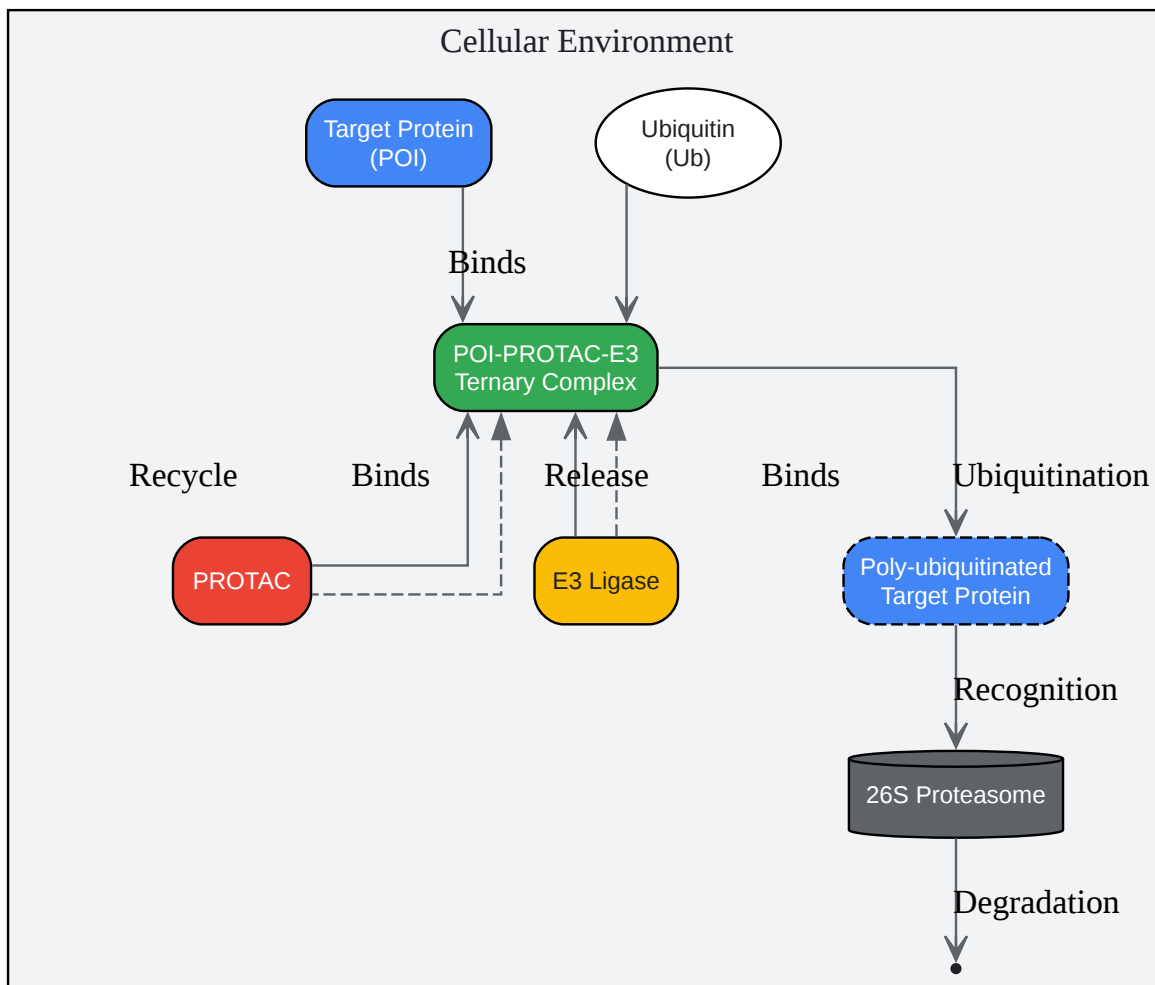 Cellular Environment
Target Protein
(POI)
Ubiquitin
(Ub)
Binds
POI-PROTAC-E3
Ternary Complex
Recycle
Binds
Release
Binds
Ubiquitination
PROTAC
E3 Ligase
Poly-ubiquitinated
Target Protein
Recognition
26S Proteasome
Degradation